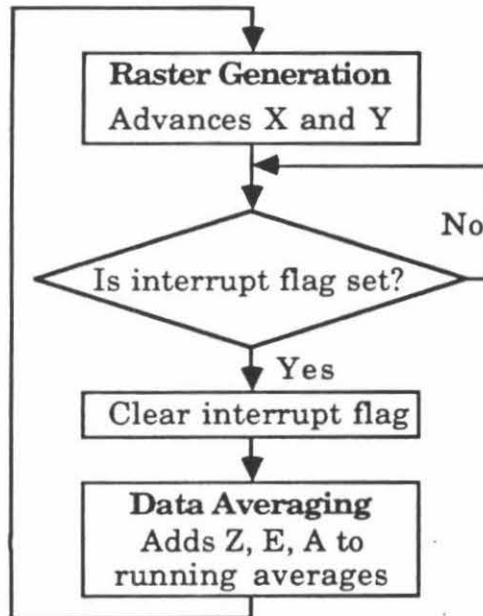 Raster Generation
Advances X and Y
No
Is interrupt flag set?
Yes
Clear interrupt flag
Data Averaging
Adds Z, E, A to
running averages